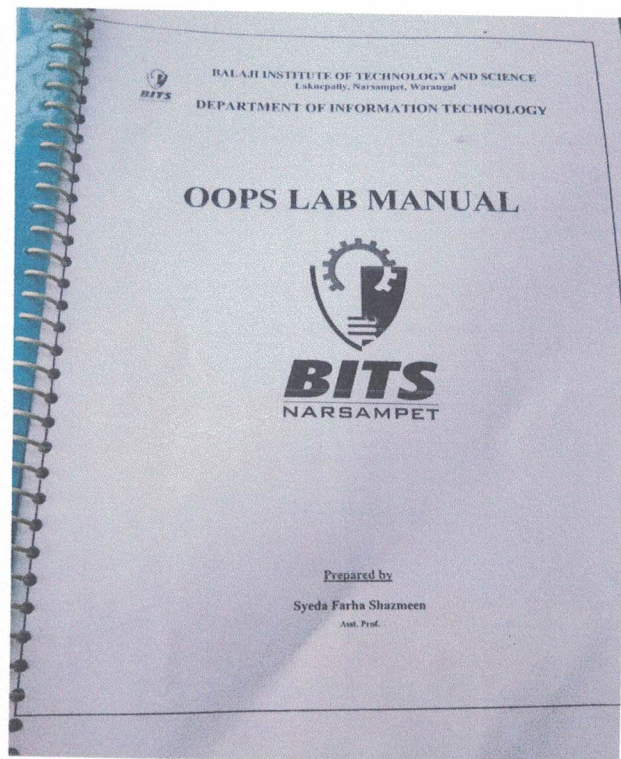 BITS
BALAJI INSTITUTE OF TECHNOLOGY AND SCIENCE
Laknepally, Narsampet, Warangal
DEPARTMENT OF INFORMATION TECHNOLOGY
OOPS LAB MANUAL
BITS
NARSAMPET
Prepared by
Syeda Farha Shazmeen
Asst. Prof.